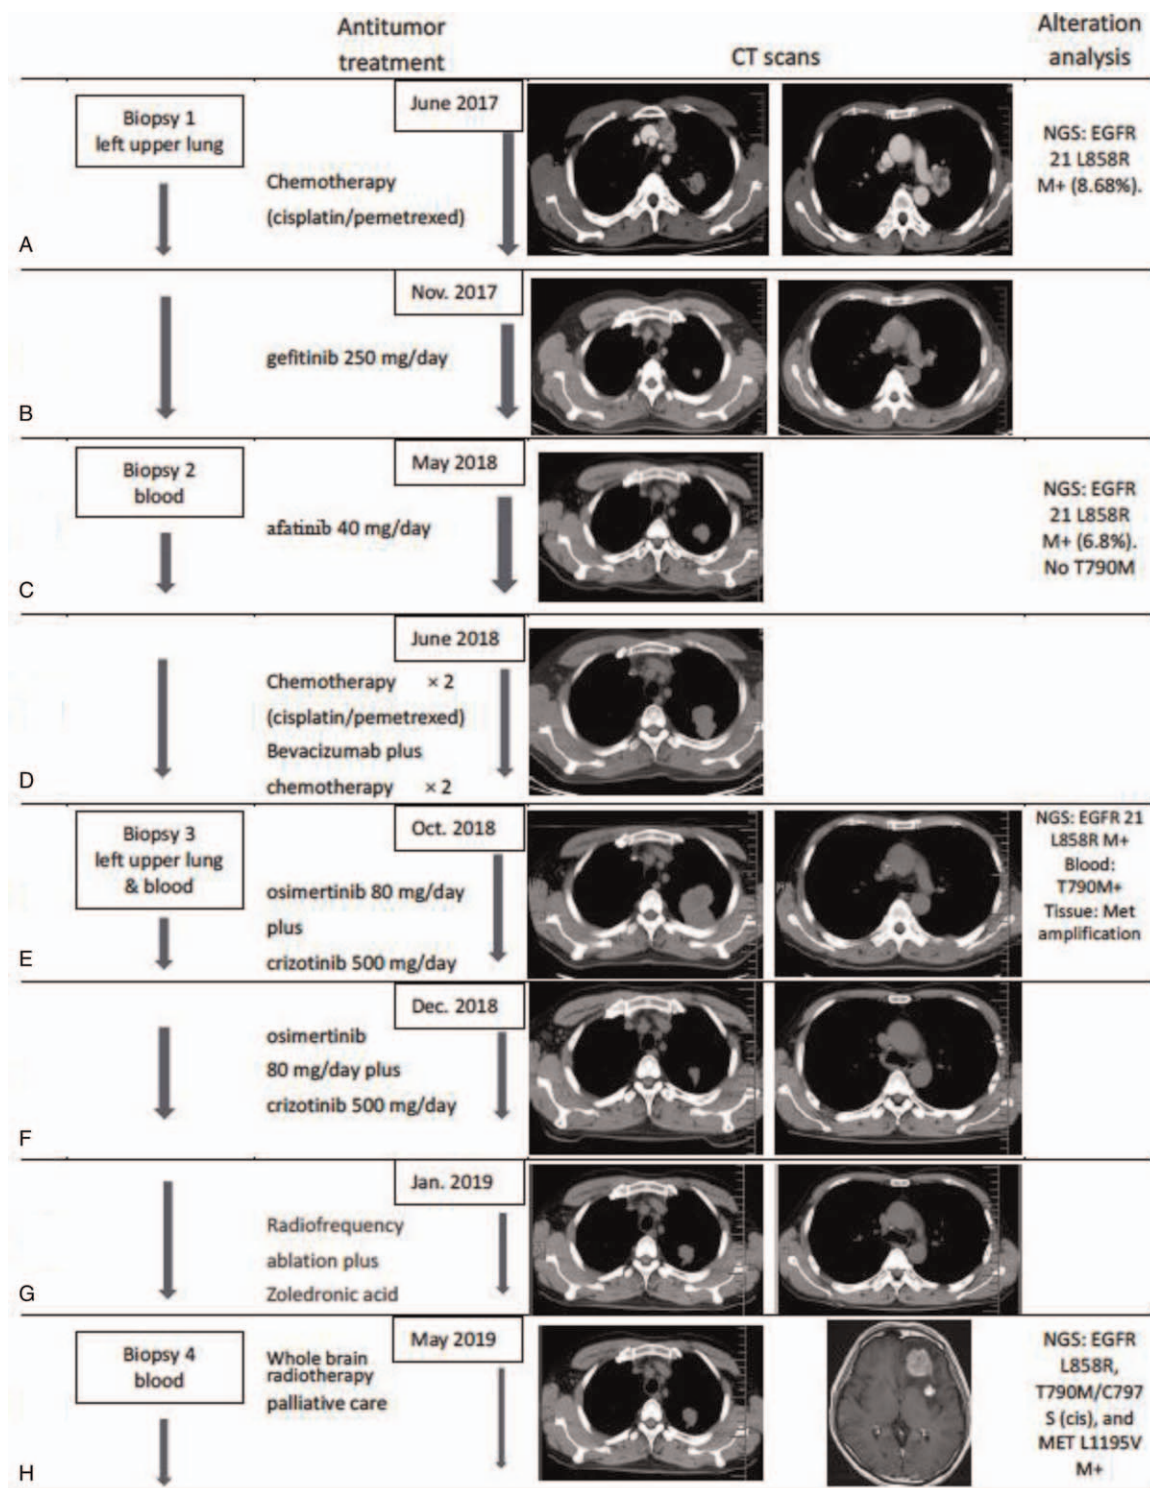 Antitumor
treatment
CT scans
Alteration
analysis
Biopsy 1
left upper lung
June 2017
Chemotherapy
(cisplatin/pemetrexed)
NGS: EGFR
21 L858R
M+ (8.68%).
A
Nov. 2017
gefitinib 250 mg/day
B
Biopsy 2
blood
May 2018
afatinib 40 mg/day
NGS: EGFR
21 L858R
M+ (6.8%).
No T790M
C
June 2018
Chemotherapy × 2
(cisplatin/pemetrexed)
Bevacizumab plus
chemotherapy × 2
D
Biopsy 3
left upper lung
& blood
Oct. 2018
osimertinib 80 mg/day
plus
crizotinib 500 mg/day
NGS: EGFR 21
L858R M+
Blood:
T790M+
Tissue: Met
amplification
E
Dec. 2018
osimertinib
80 mg/day plus
crizotinib 500 mg/day
F
Jan. 2019
Radiofrequency
ablation plus
Zoledronic acid
G
Biopsy 4
blood
May 2019
Whole brain
radiotherapy
palliative care
NGS: EGFR
L858R,
T790M/C797
S (cis), and
MET L1195V
M+
H